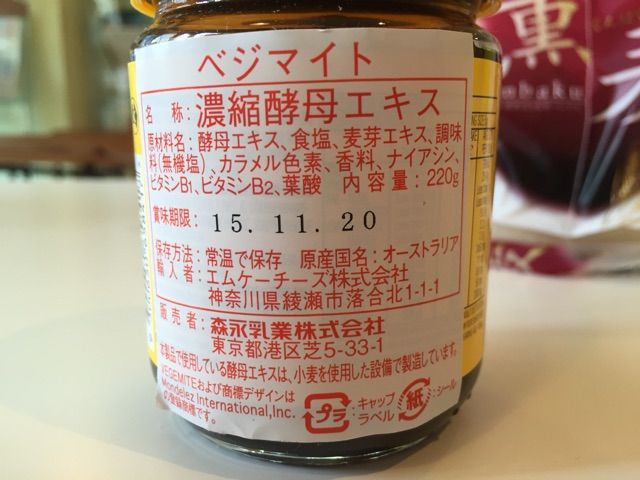 ベジマイト
名　称：濃縮酵母エキス
原材料名：酵母エキス、食塩、麦芽エキス、調味
料(無機塩)、カラメル色素、香料、ナイアシン、
ビタミンB1、ビタミンB2、葉酸　内容量：220g
賞味期限：15.11.20
保存方法：常温で保存　原産国名：オーストラリア
輸入者：エムケーチーズ株式会社
神奈川県綾瀬市落合北1-1-1
販売者：森永乳業株式会社
東京都港区芝5-33-1
本製品で使用している酵母エキスは、小麦を使用した設備で製造しています。
VEGEMITEおよび商標デザインは
Mondelez International, Inc.
の登録商標です。
プラ：キャップ
ラベル
紙：シール